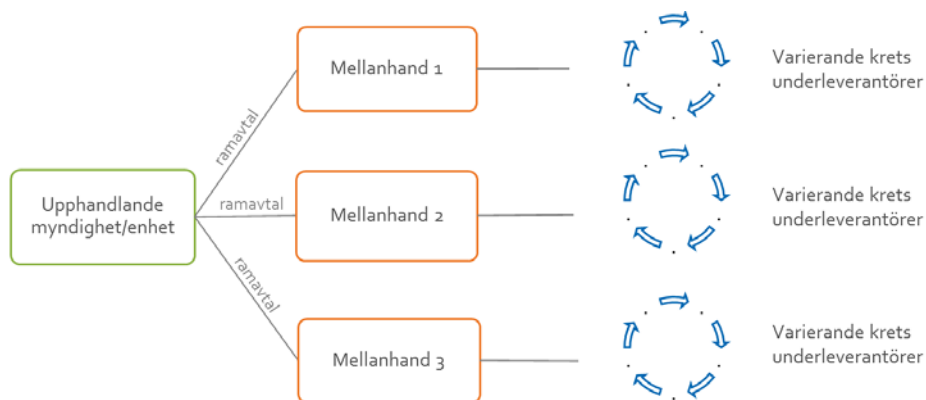 Mellanhand 1
Varierande krets
underleverantörer
ramavtal
Upphandlande
myndighet/enhet
ramavtal
Mellanhand 2
Varierande krets
underleverantörer
ramavtal
Mellanhand 3
Varierande krets
underleverantörer